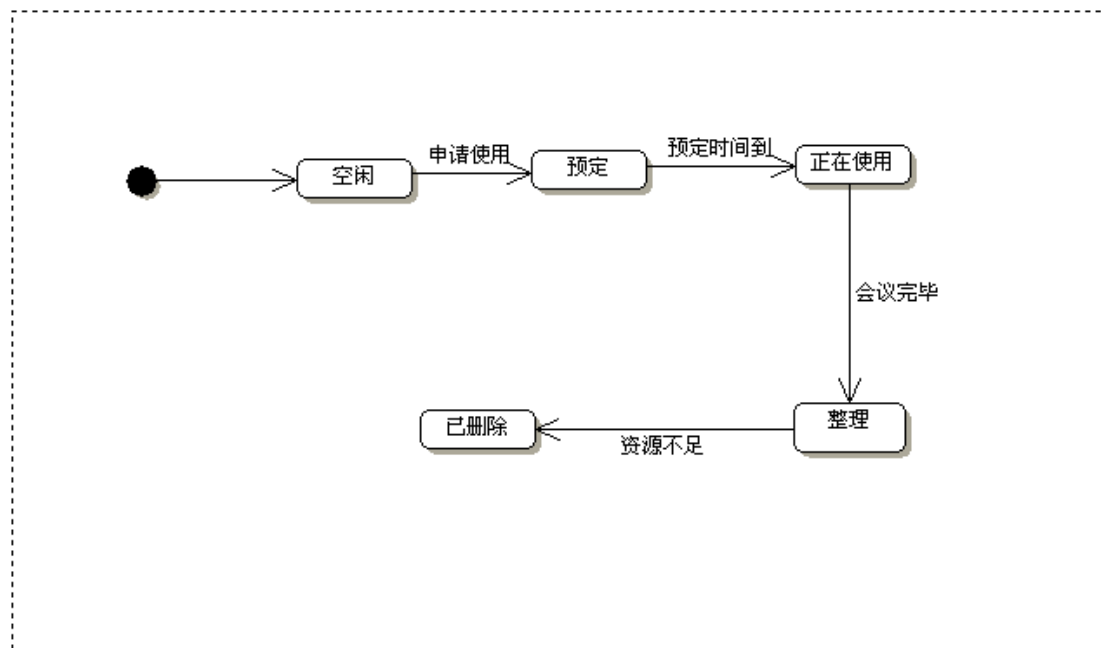 空闲
申请使用
预定
预定时间到
正在使用
会议完毕
整理
资源不足
已删除